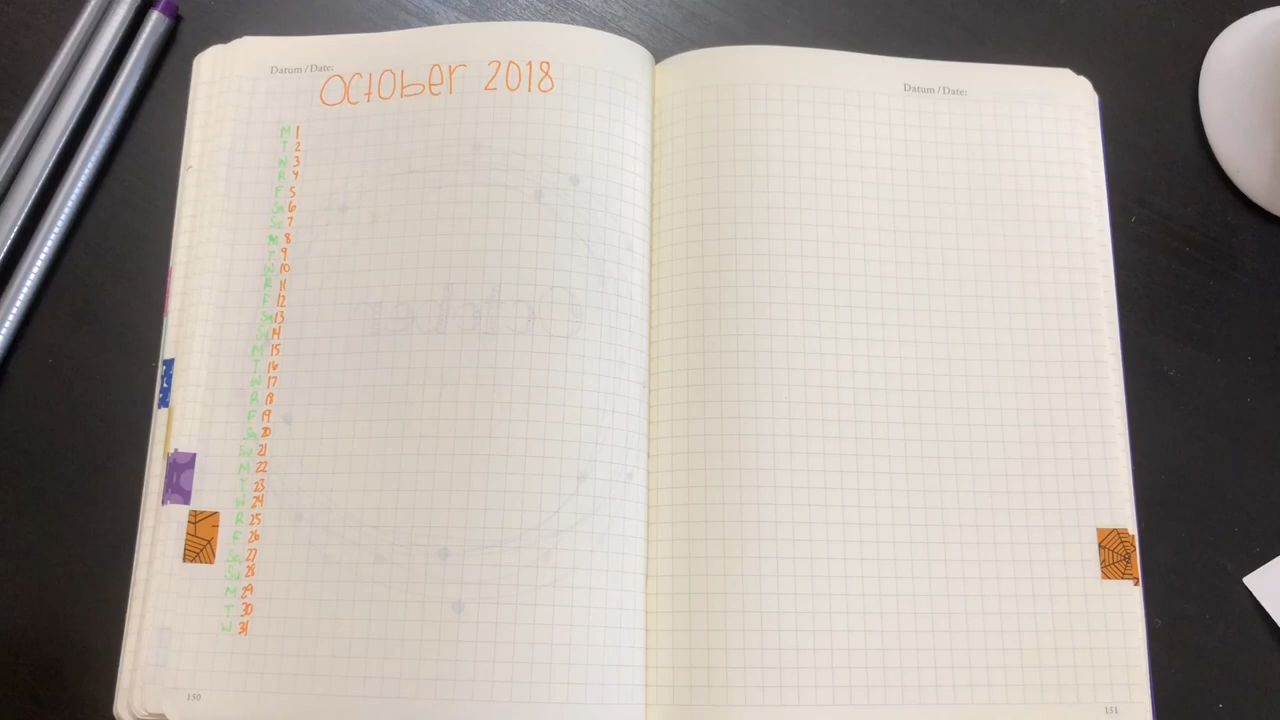 Datum / Date:
October 2018
Datum / Date:
M 1
T 2
W 3
R 4
F 5
Sa 6
Su 7
M 8
T 9
W 10
R 11
F 12
Sa 13
Su 14
M 15
T 16
W 17
R 18
F 19
Sa 20
Su 21
M 22
T 23
W 24
R 25
F 26
Sa 27
Su 28
M 29
T 30
W 31
October
150
151